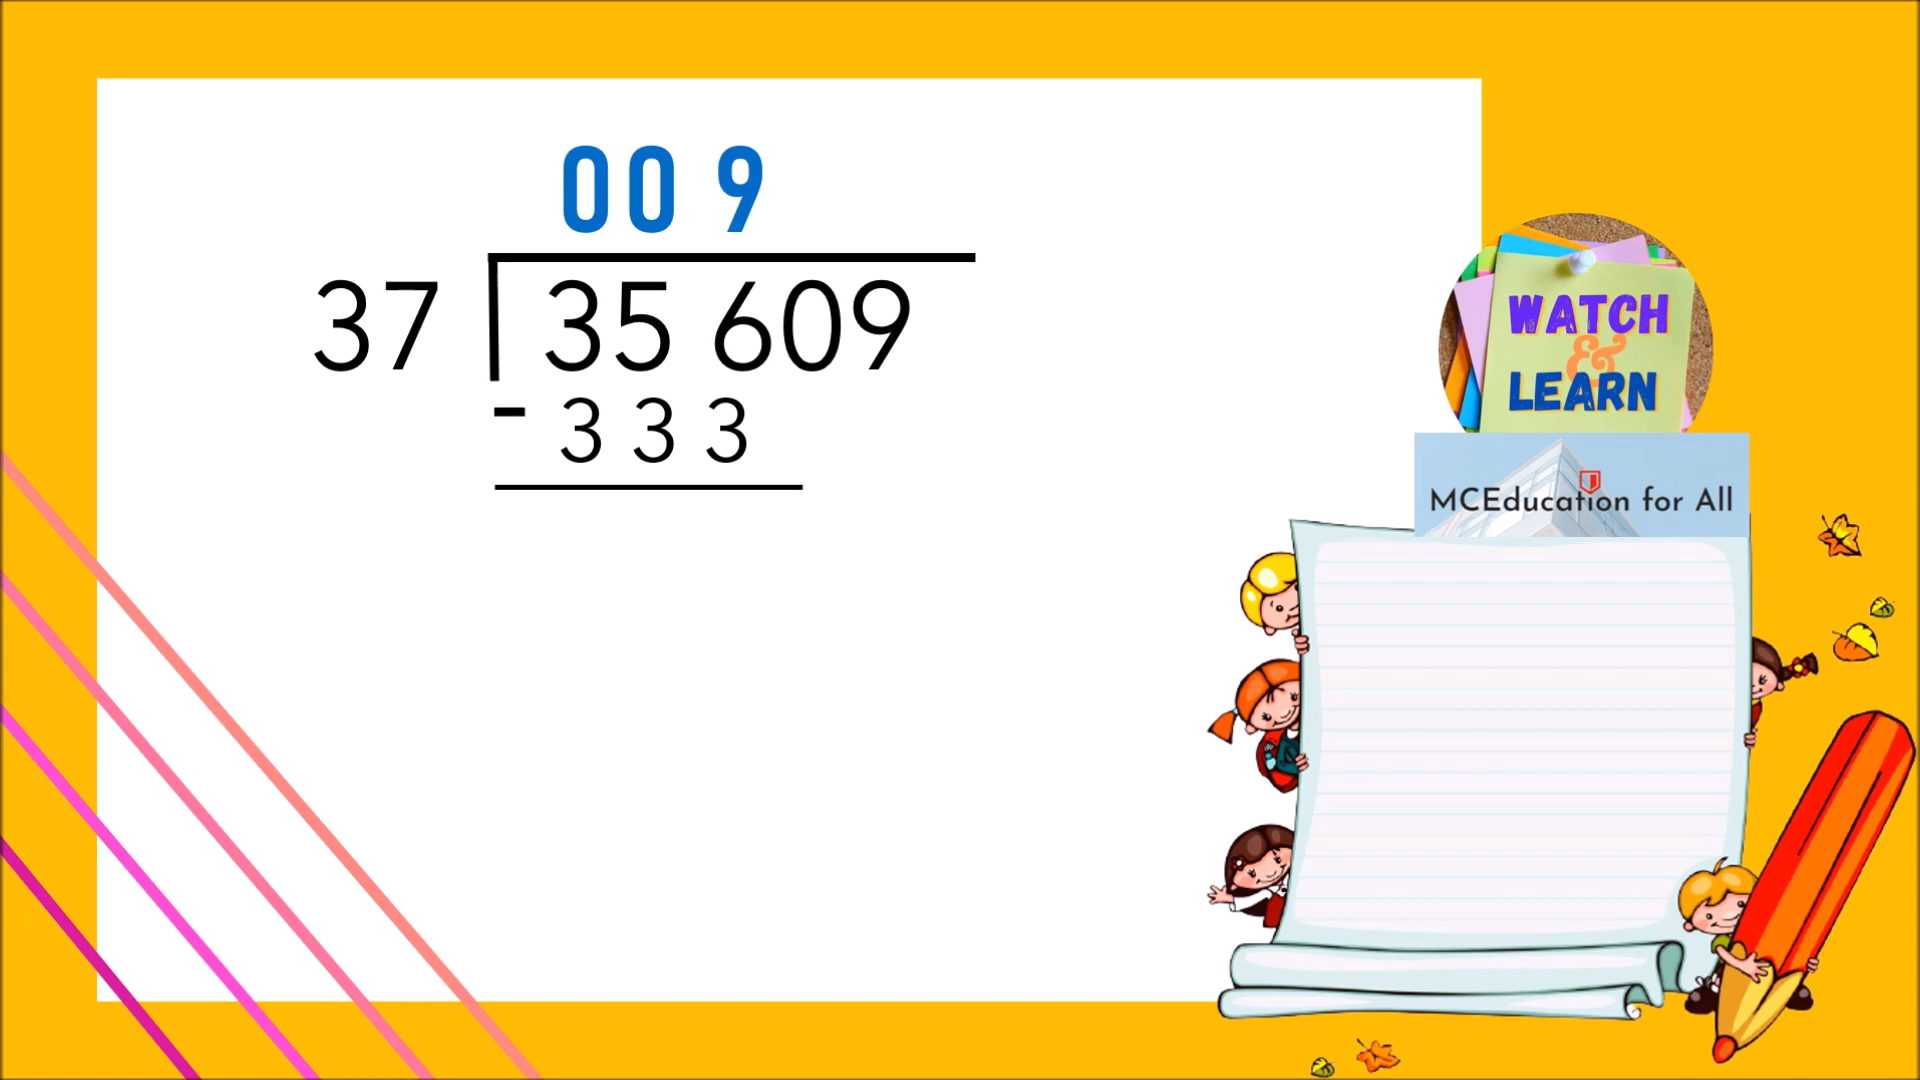 00 9
37 35 609
- 3 3 3
WATCH
&
LEARN
MCEducation for All